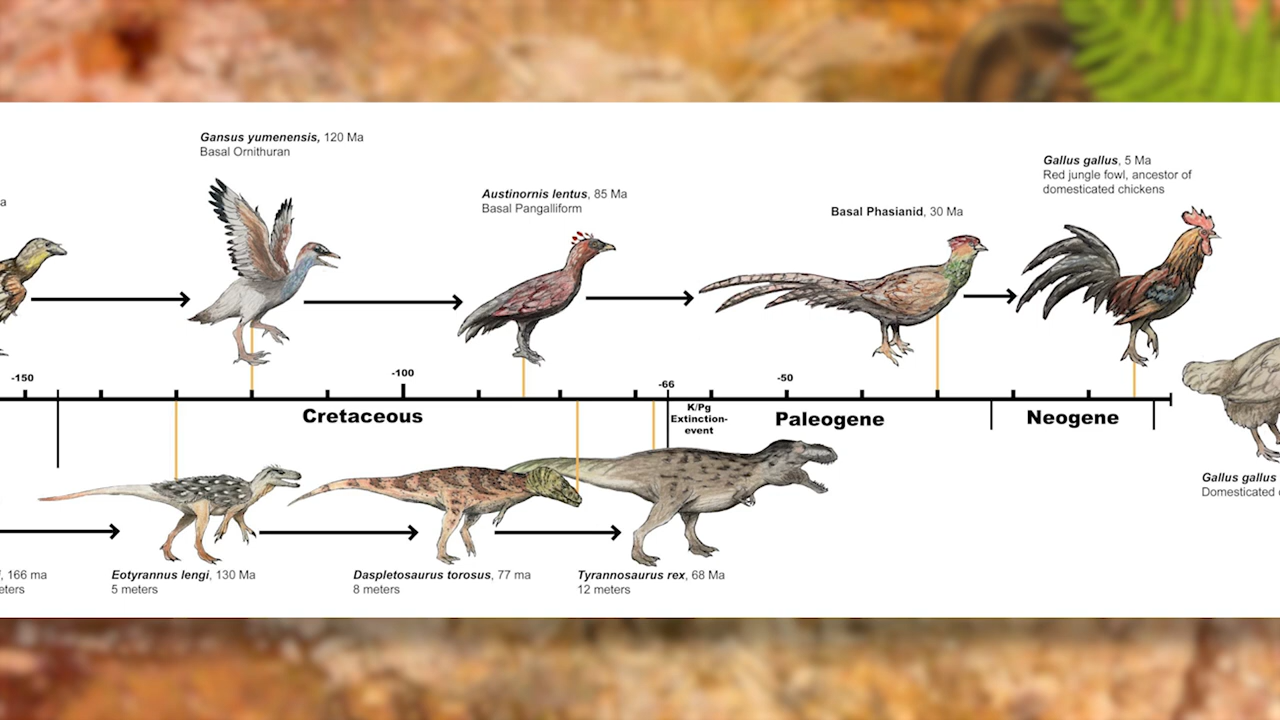 Gansus yumenensis, 120 Ma
Basal Ornithuran
Austinornis lentus, 85 Ma
Basal Pangalliform
Basal Phasianid, 30 Ma
Gallus gallus, 5 Ma
Red jungle fowl, ancestor of
domesticated chickens
a
-150
-100
-66
-50
Cretaceous
K/Pg
Extinction-
event
Paleogene
Neogene
Gallus gallus
Domesticated
, 166 ma
eters
Eotyrannus lengi, 130 Ma
5 meters
Daspletosaurus torosus, 77 ma
8 meters
Tyrannosaurus rex, 68 Ma
12 meters